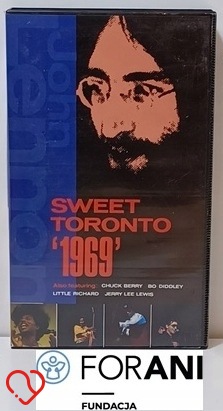 John
Lennon
SWEET
TORONTO
'1969'
Also featuring: CHUCK BERRY BO DIDDLEY
LITTLE RICHARD JERRY LEE LEWIS
FORANI
FUNDACJA